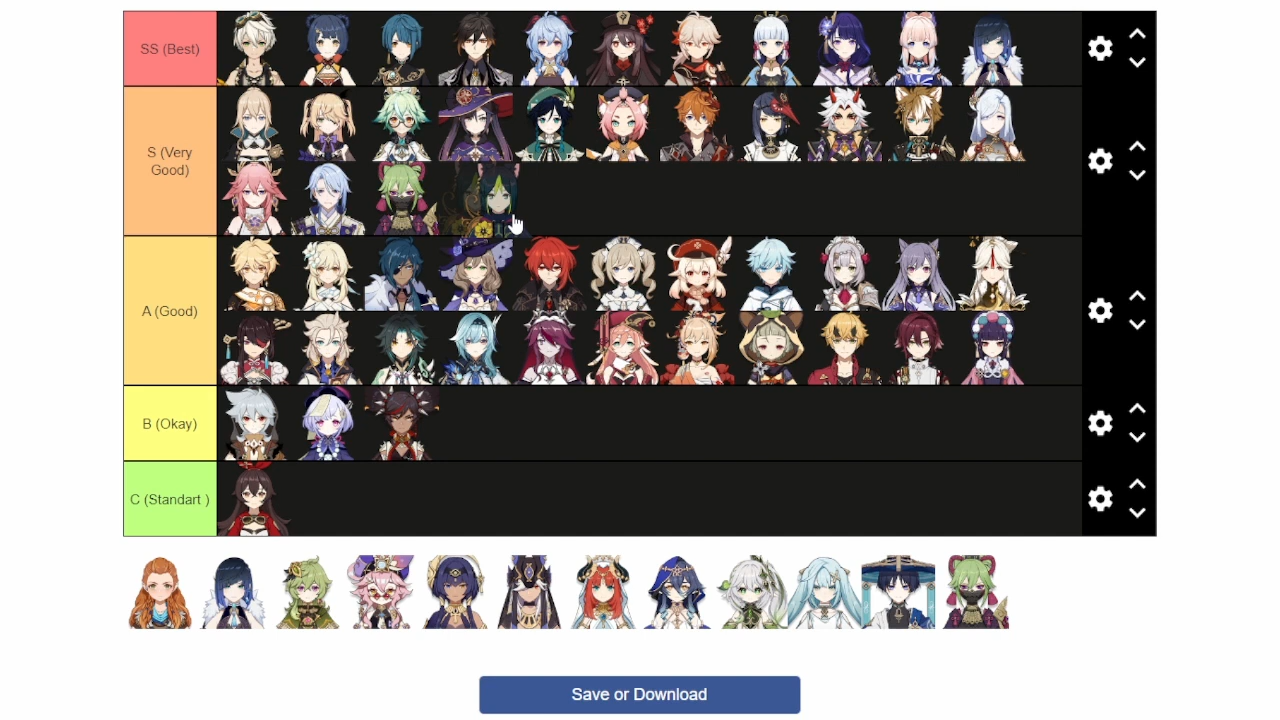 SS (Best)
S (Very
Good)
A (Good)
B (Okay)
C (Standart )
Save or Download